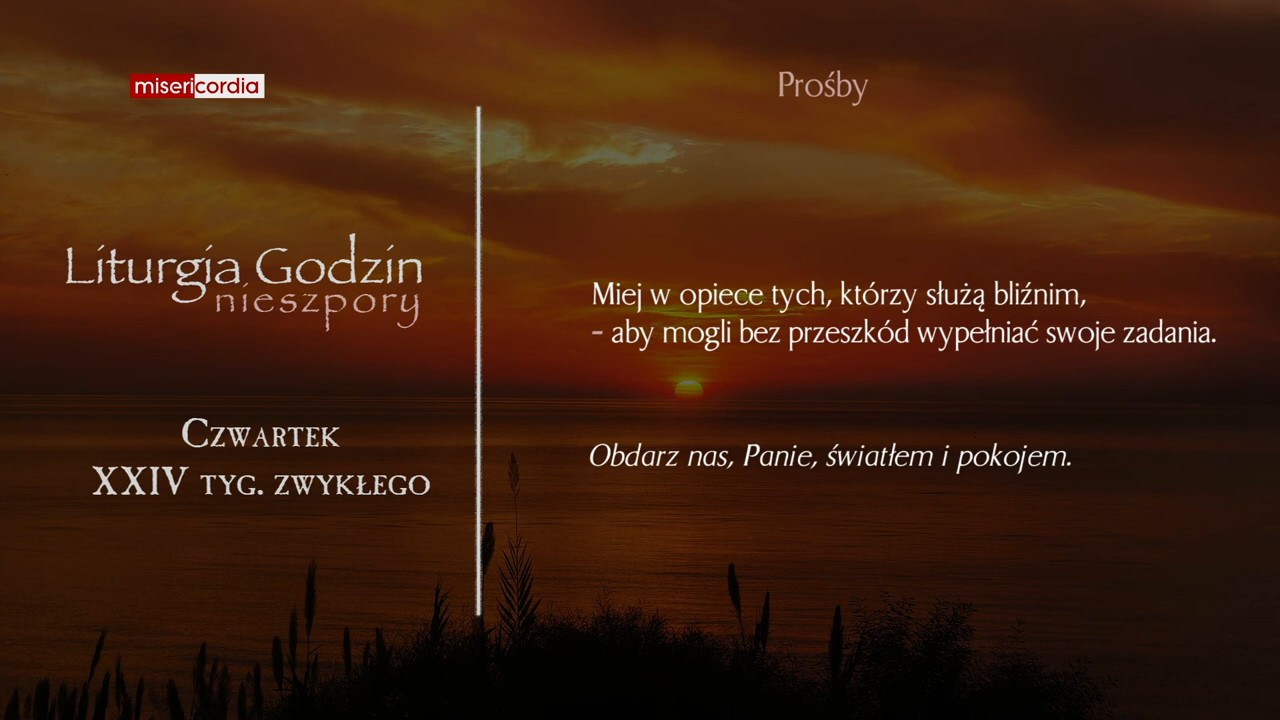 misericordia
Liturgia Godzin
nieszpory
Czwartek
XXIV tyg. zwykłego
Prośby
Miej w opiece tych, którzy służą bliźnim,
- aby mogli bez przeszkód wypełniać swoje zadania.
Obdarz nas, Panie, światłem i pokojem.